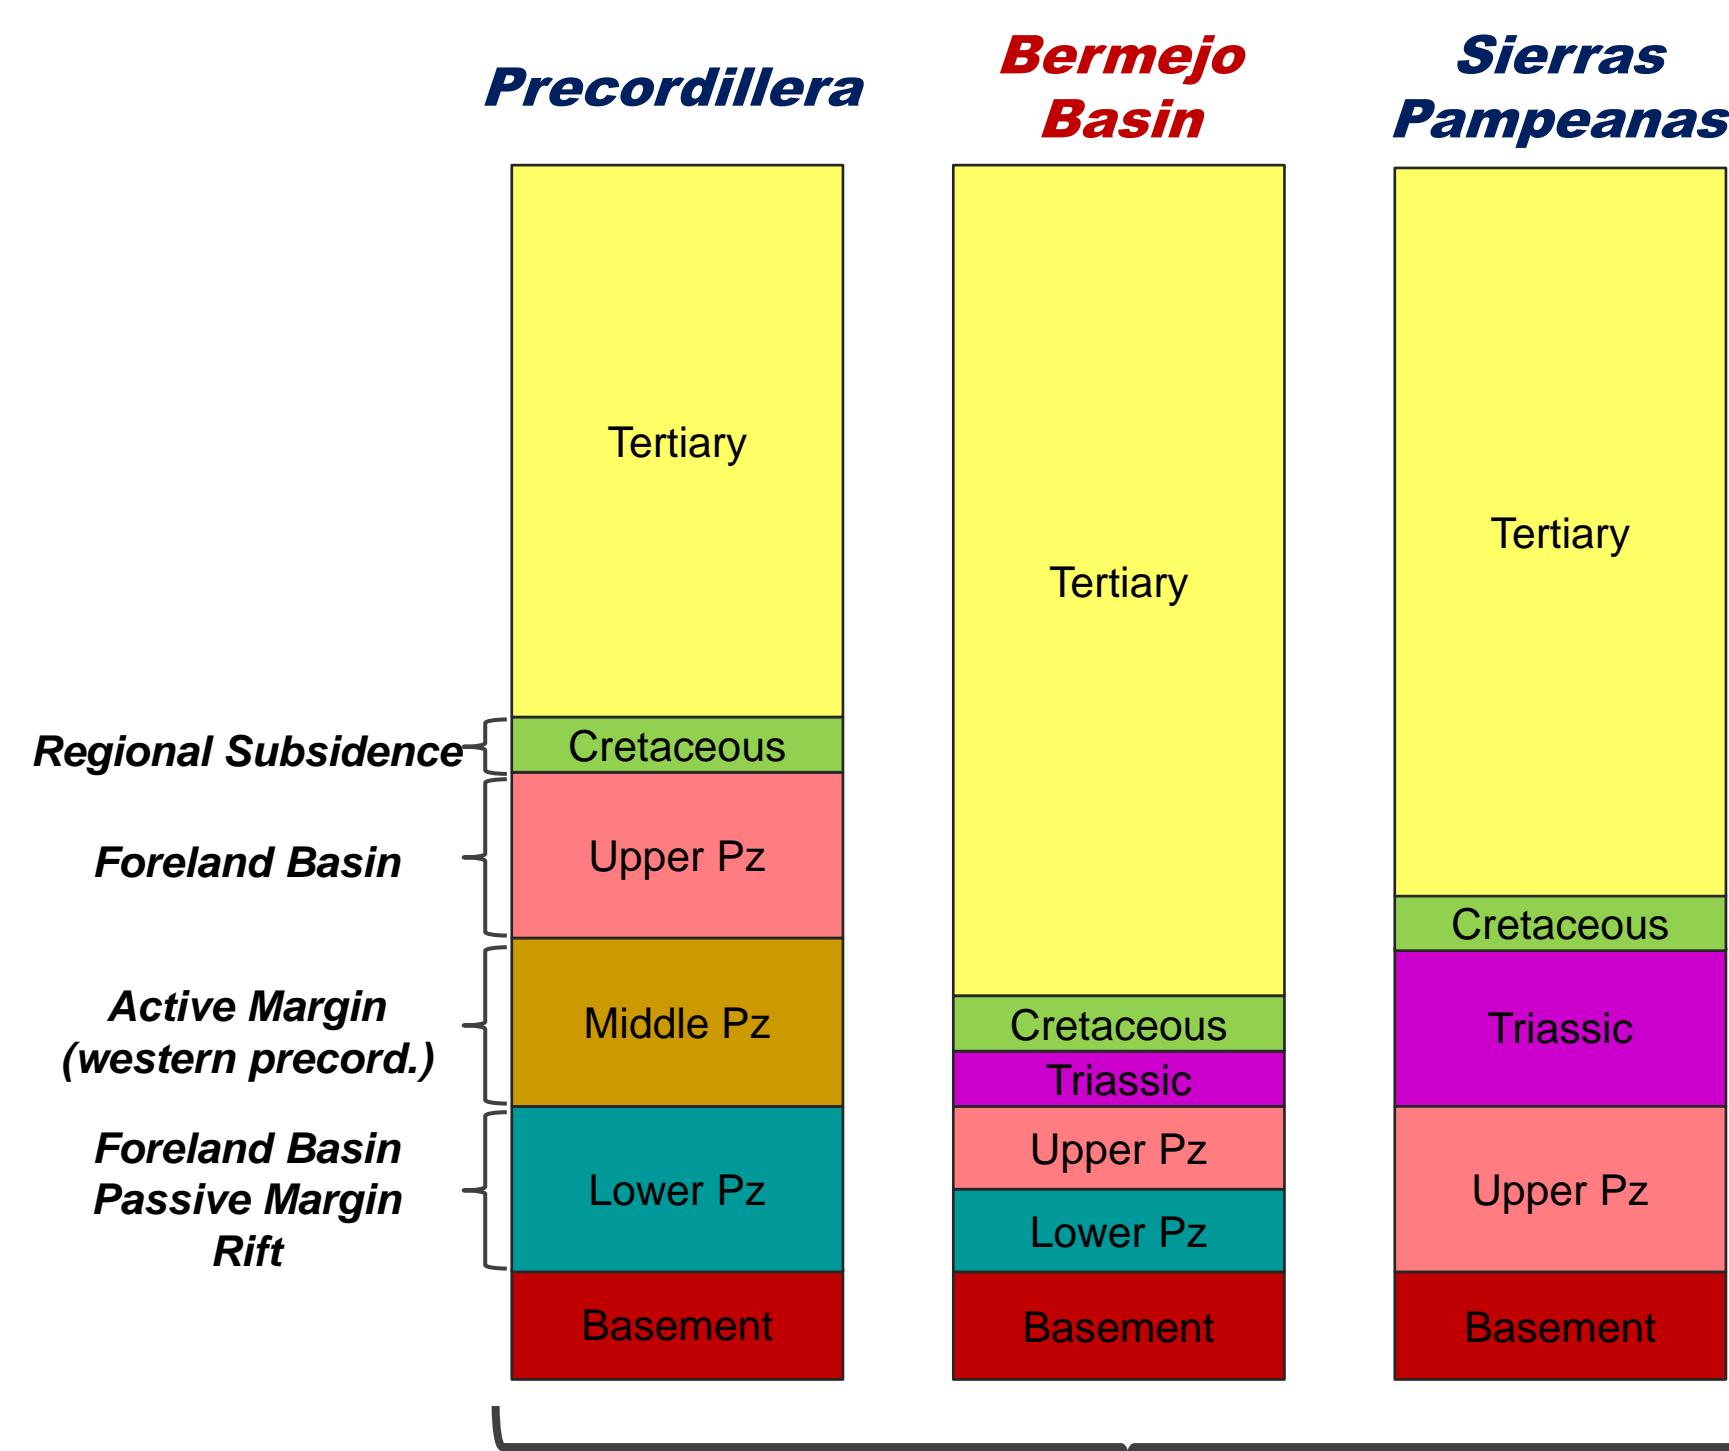 Precordillera
Bermejo
Basin
Sierras
Pampeanas
Tertiary
Cretaceous
Upper Pz
Middle Pz
Lower Pz
Basement
Regional Subsidence
Foreland Basin
Active Margin
(western precord.)
Foreland Basin
Passive Margin
Rift
Tertiary
Cretaceous
Triassic
Upper Pz
Lower Pz
Basement
Tertiary
Cretaceous
Triassic
Upper Pz
Basement